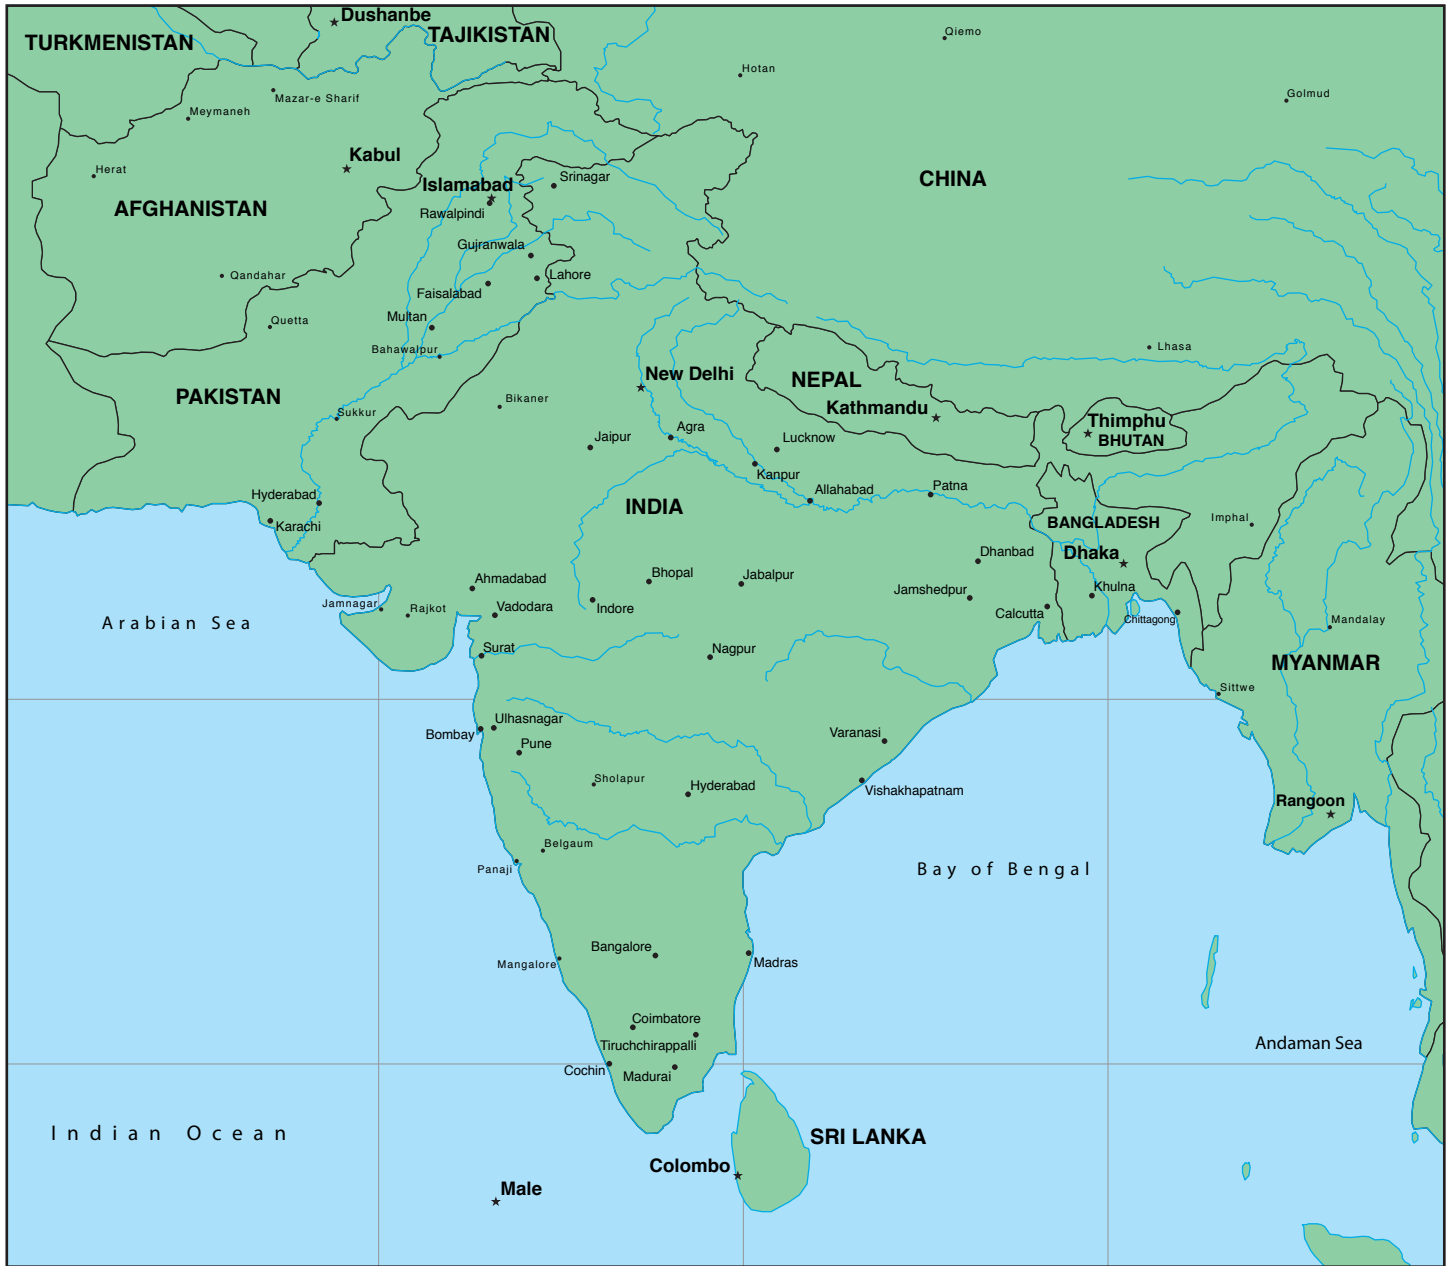 Dushanbe
TURKMENISTAN
TAJIKISTAN
Qiemo
Hotan
Mazar-e Sharif
Golmud
Meymaneh
Kabul
Herat
Srinagar
CHINA
Islamabad
AFGHANISTAN
Rawalpindi
Gujranwala
Qandahar
Lahore
Faisalabad
Quetta
Multan
Bahawalpur
Lhasa
New Delhi
NEPAL
PAKISTAN
Bikaner
Kathmandu
Sukkur
Thimphu
Agra
Jaipur
Lucknow
BHUTAN
Kanpur
Allahabad
Patna
Hyderabad
INDIA
Imphal
Karachi
BANGLADESH
Dhaka
Dhanbad
Ahmadabad
Bhopal
Jabalpur
Khulna
Jamshedpur
Jamnagar
Rajkot
Vadodara
Indore
Calcutta
Chittagong
Mandalay
Arabian Sea
Surat
Nagpur
MYANMAR
Sittwe
Ulhasnagar
Bombay
Varanasi
Pune
Sholapur
Hyderabad
Vishakhapatnam
Rangoon
Belgaum
Panaji
Bay of Bengal
Bangalore
Mangalore
Madras
Coimbatore
Tiruchchirappalli
Andaman Sea
Cochin
Madurai
Indian Ocean
SRI LANKA
Colombo
Male